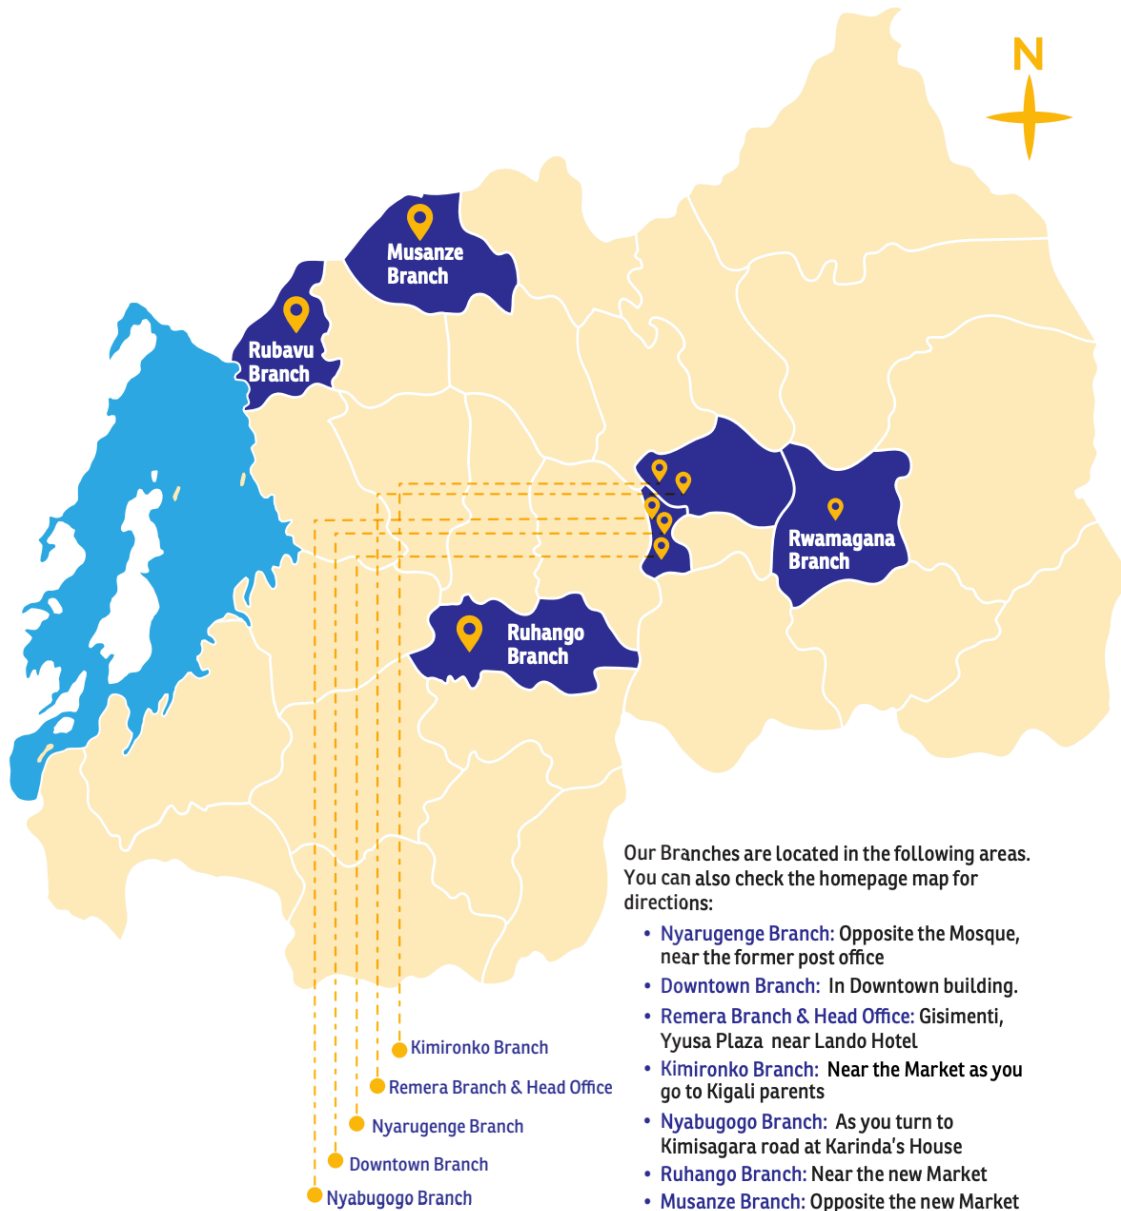 N
Musanze
Branch
Rubavu
Branch
Rwamagana
Branch
Ruhango
Branch
Kimironko Branch
Remera Branch & Head Office
Nyarugenge Branch
Downtown Branch
Nyabugogo Branch
Our Branches are located in the following areas.
You can also check the homepage map for
directions:
• Nyarugenge Branch: Opposite the Mosque,
near the former post office
• Downtown Branch: In Downtown building.
• Remera Branch & Head Office: Gisimenti,
Yyusa Plaza near Lando Hotel
• Kimironko Branch: Near the Market as you
go to Kigali parents
• Nyabugogo Branch: As you turn to
Kimisagara road at Karinda's House
• Ruhango Branch: Near the new Market
• Musanze Branch: Opposite the new Market